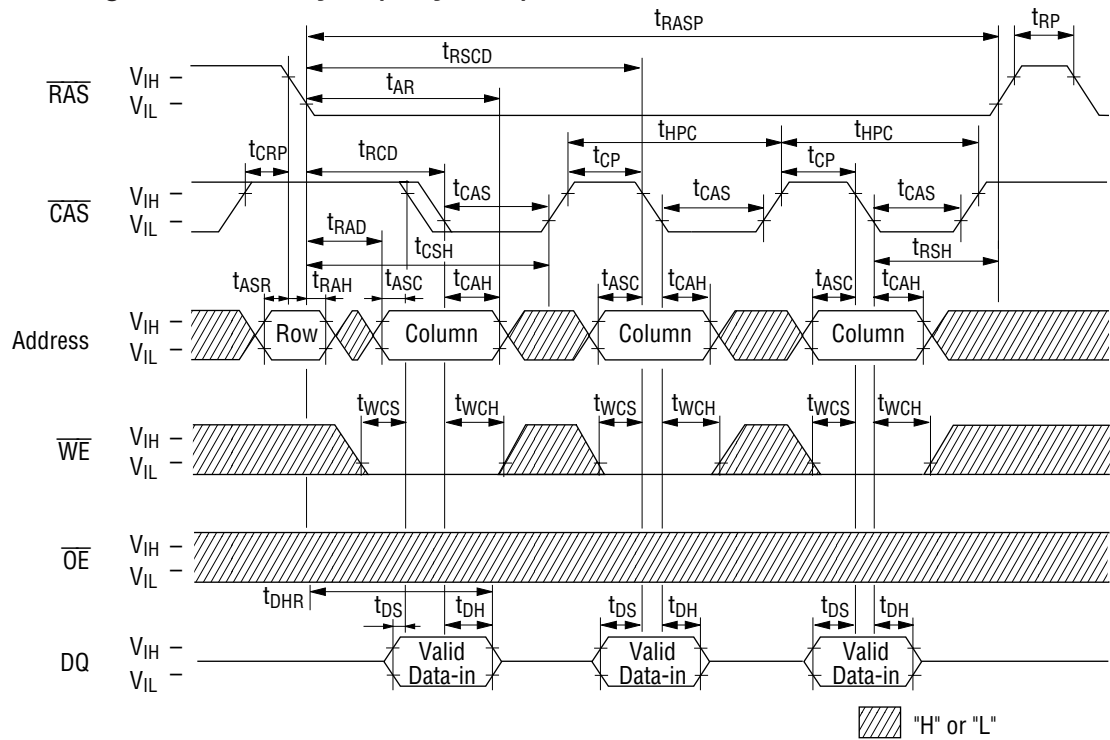 tRASP
tRP
tRSCD
tAR
RAS
VIH
VIL
tCRP
tRCD
tHPC
tHPC
tCP
tCP
CAS
VIH
VIL
tCAS
tCAS
tCAS
tRAD
tCSH
tRSH
tASR
tRAH
tASC
tCAH
tASC
tCAH
tASC
tCAH
Address
VIH
VIL
Row
Column
Column
Column
tWCS
tWCH
tWCS
tWCH
tWCS
tWCH
WE
VIH
VIL
OE
VIH
VIL
tDHR
tDS
tDH
tDS
tDH
tDS
tDH
DQ
VIH
VIL
Valid
Data-in
Valid
Data-in
Valid
Data-in
"H" or "L"